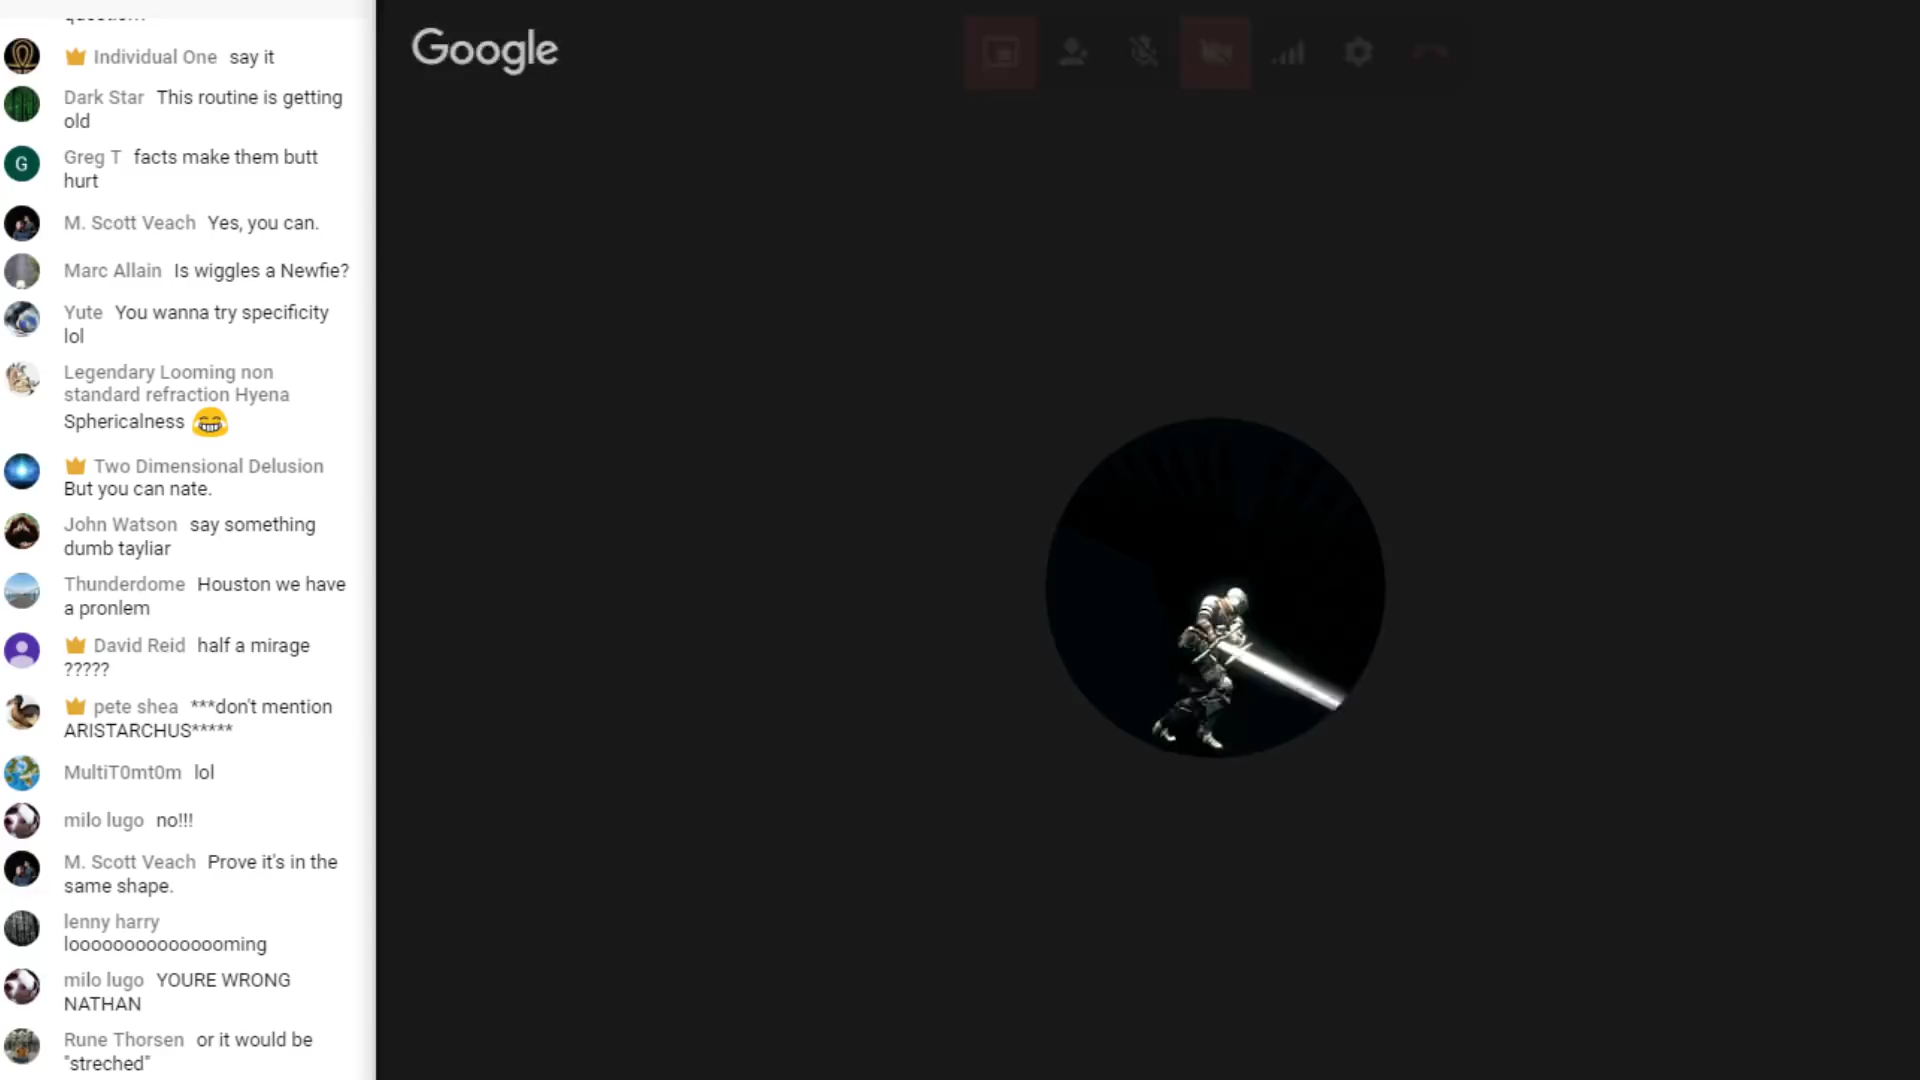 Google
Individual One say it
Dark Star This routine is getting
old
G
Greg T facts make them butt
hurt
M. Scott Veach Yes, you can.
Marc Allain Is wiggles a Newfie?
Yute You wanna try specificity
lol
Legendary Looming non
standard refraction Hyena
Sphericalness
Two Dimensional Delusion
But you can nate.
John Watson say something
dumb tayliar
Thunderdome Houston we have
a pronlem
David Reid half a mirage
?????
pete shea ***don't mention
ARISTARCHUS*****
MultiT0mt0m lol
milo lugo no!!!
M. Scott Veach Prove it's in the
same shape.
lenny harry
looooooooooooooming
milo lugo YOURE WRONG
NATHAN
Rune Thorsen or it would be
"streched"